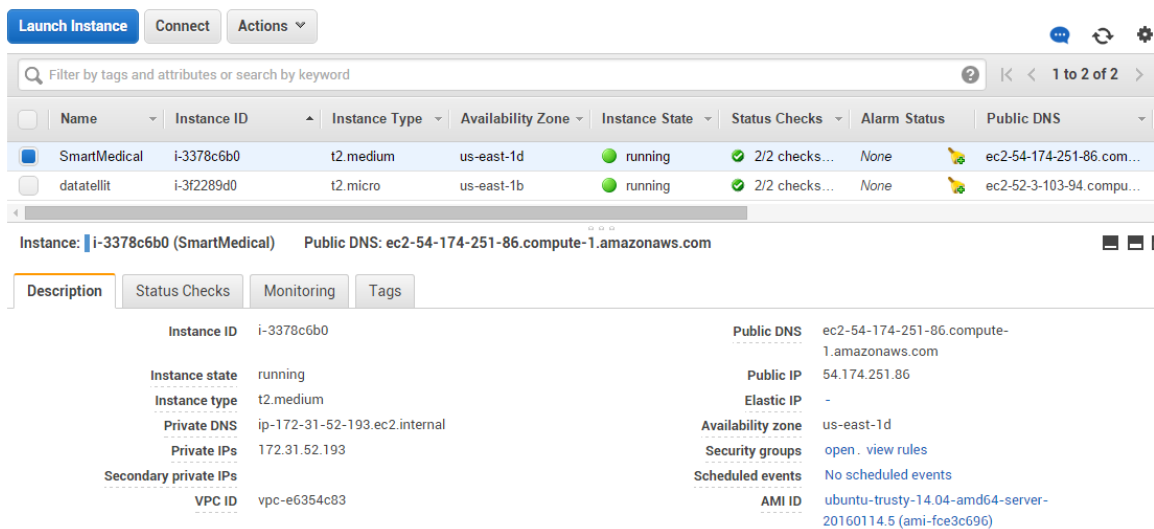 Launch Instance Connect Actions
Filter by tags and attributes or search by keyword 1 to 2 of 2
Name Instance ID Instance Type Availability Zone Instance State Status Checks Alarm Status Public DNS
SmartMedical i-3378c6b0 t2.medium us-east-1d running 2/2 checks... None ec2-54-174-251-86.com...
datatellit i-3f2289d0 t2.micro us-east-1b running 2/2 checks... None ec2-52-3-103-94.compu...
Instance: i-3378c6b0 (SmartMedical) Public DNS: ec2-54-174-251-86.compute-1.amazonaws.com
Description Status Checks Monitoring Tags
Instance ID i-3378c6b0 Public DNS ec2-54-174-251-86.compute-
1.amazonaws.com
Instance state running Public IP 54.174.251.86
Instance type t2.medium Elastic IP -
Private DNS ip-172-31-52-193.ec2.internal Availability zone us-east-1d
Private IPs 172.31.52.193 Security groups open. view rules
Secondary private IPs Scheduled events No scheduled events
VPC ID vpc-e6354c83 AMI ID ubuntu-trusty-14.04-amd64-server-
20160114.5 (ami-fce3c696)